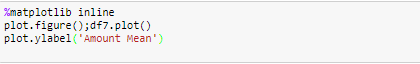 %matplotlib inline
plot.figure();df7.plot()
plot.ylabel('Amount Mean')